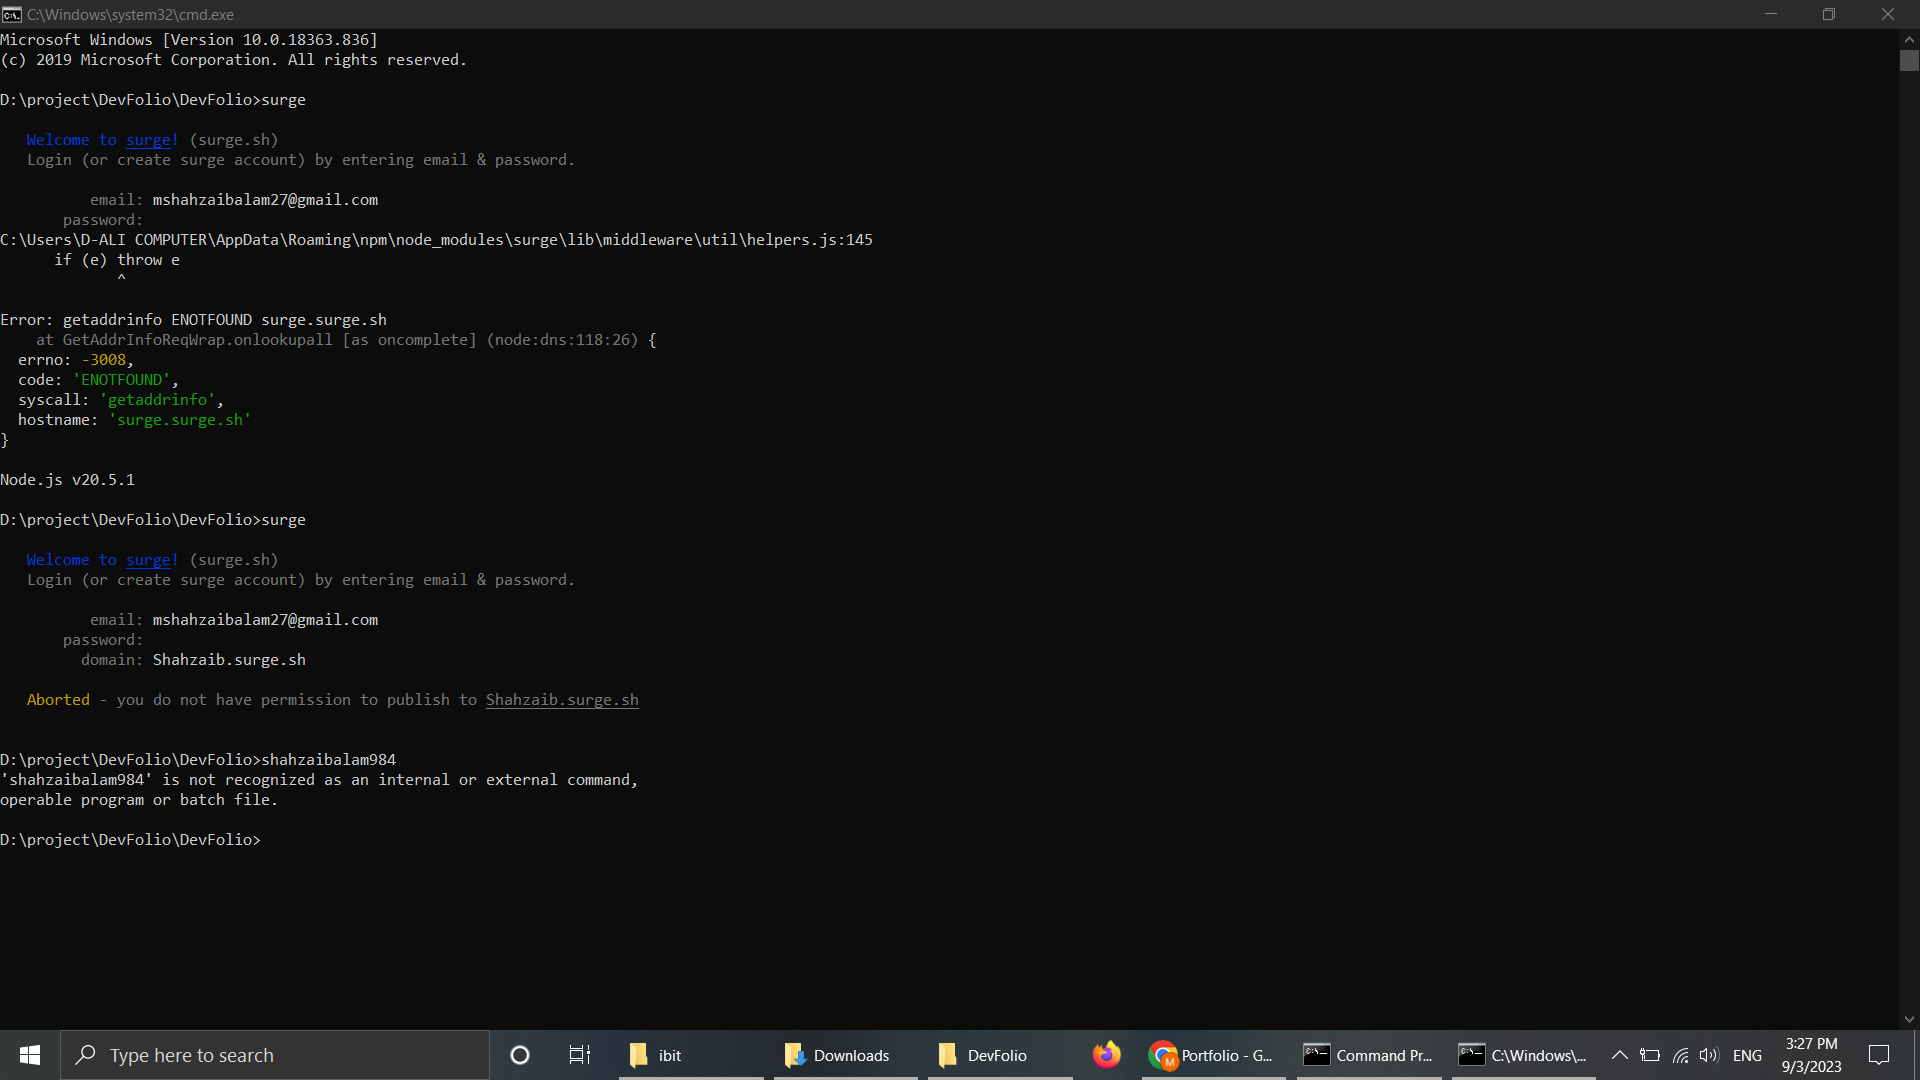 C:\Windows\system32\cmd.exe
Microsoft Windows [Version 10.0.18363.836]
(c) 2019 Microsoft Corporation. All rights reserved.
D:\project\DevFolio\DevFolio>surge
Welcome to surge! (surge.sh)
Login (or create surge account) by entering email & password.
email: mshahzaibalam27@gmail.com
password:
C:\Users\D-ALI COMPUTER\AppData\Roaming\npm\node_modules\surge\lib\middleware\util\helpers.js:145
if (e) throw e
^
Error: getaddrinfo ENOTFOUND surge.surge.sh
at GetAddrInfoReqWrap.onlookupall [as oncomplete] (node:dns:118:26) {
errno: -3008,
code: 'ENOTFOUND',
syscall: 'getaddrinfo',
hostname: 'surge.surge.sh'
}
Node.js v20.5.1
D:\project\DevFolio\DevFolio>surge
Welcome to surge! (surge.sh)
Login (or create surge account) by entering email & password.
email: mshahzaibalam27@gmail.com
password:
domain: Shahzaib.surge.sh
Aborted - you do not have permission to publish to Shahzaib.surge.sh
D:\project\DevFolio\DevFolio>shahzaibalam984
'shahzaibalam984' is not recognized as an internal or external command,
operable program or batch file.
D:\project\DevFolio\DevFolio>
Type here to search
ibit
Downloads
DevFolio
M
Portfolio - G...
Command Pr...
C:\Windows\...
ENG
3:27 PM
9/3/2023